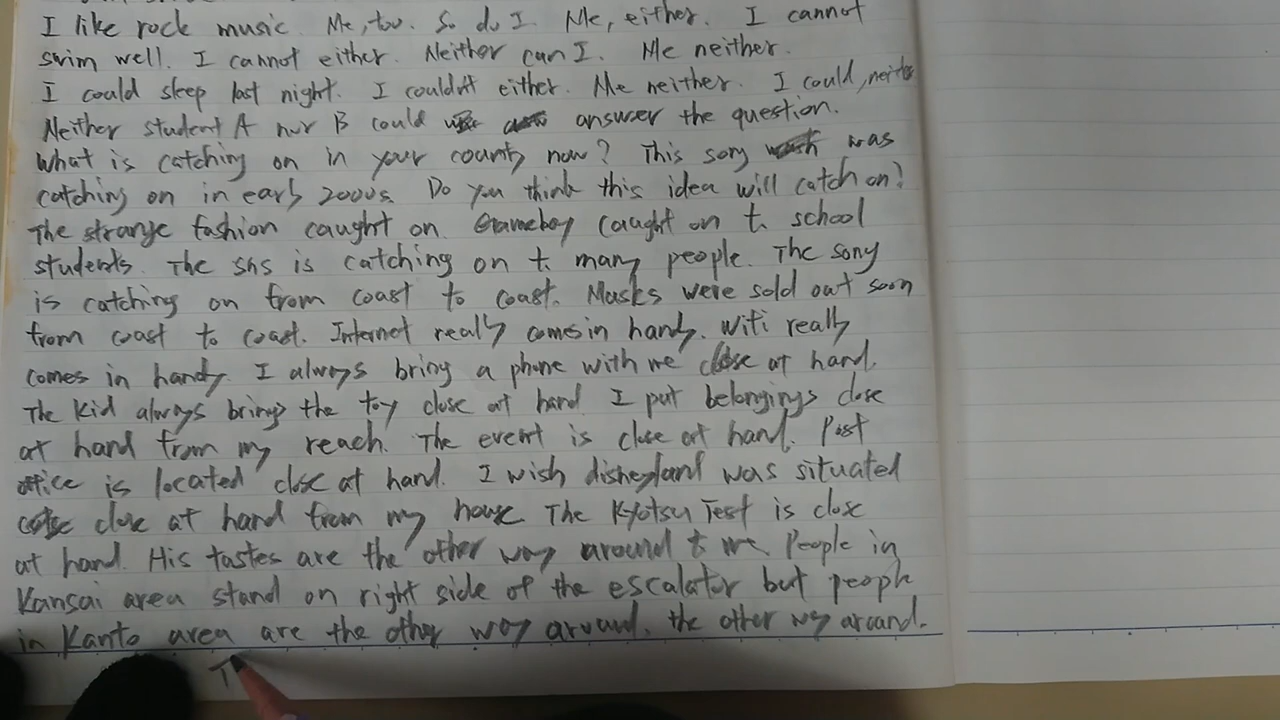 I like rock music. Me, too. So do I. Me, either. I cannot
swim well. I cannot either. Neither can I. Me neither.
I could sleep last night. I couldn't either. Me neither. I could, neither
Neither student A nor B could answer the question.
What is catching on in your country now? This song was
catching on in early 2000s. Do you think this idea will catch on?
The strange fashion caught on. Gameboy caught on to school
students. The SNS is catching on to many people. The song
is catching on from coast to coast. Masks were sold out soon
from coast to coast. Internet really comes in handy. Wifi really
comes in handy. I always bring a phone with me close at hand.
The kid always brings the toy close at hand. I put belongings close
at hand from my reach. The event is close at hand. Post
office is located close at hand. I wish disneyland was situated
close at hand from my house. The Kyotsu Test is close
at hand. His tastes are the other way around to me. People in
Kansai area stand on right side of the escalator but people
in Kanto area are the other way around. the other way around.
T